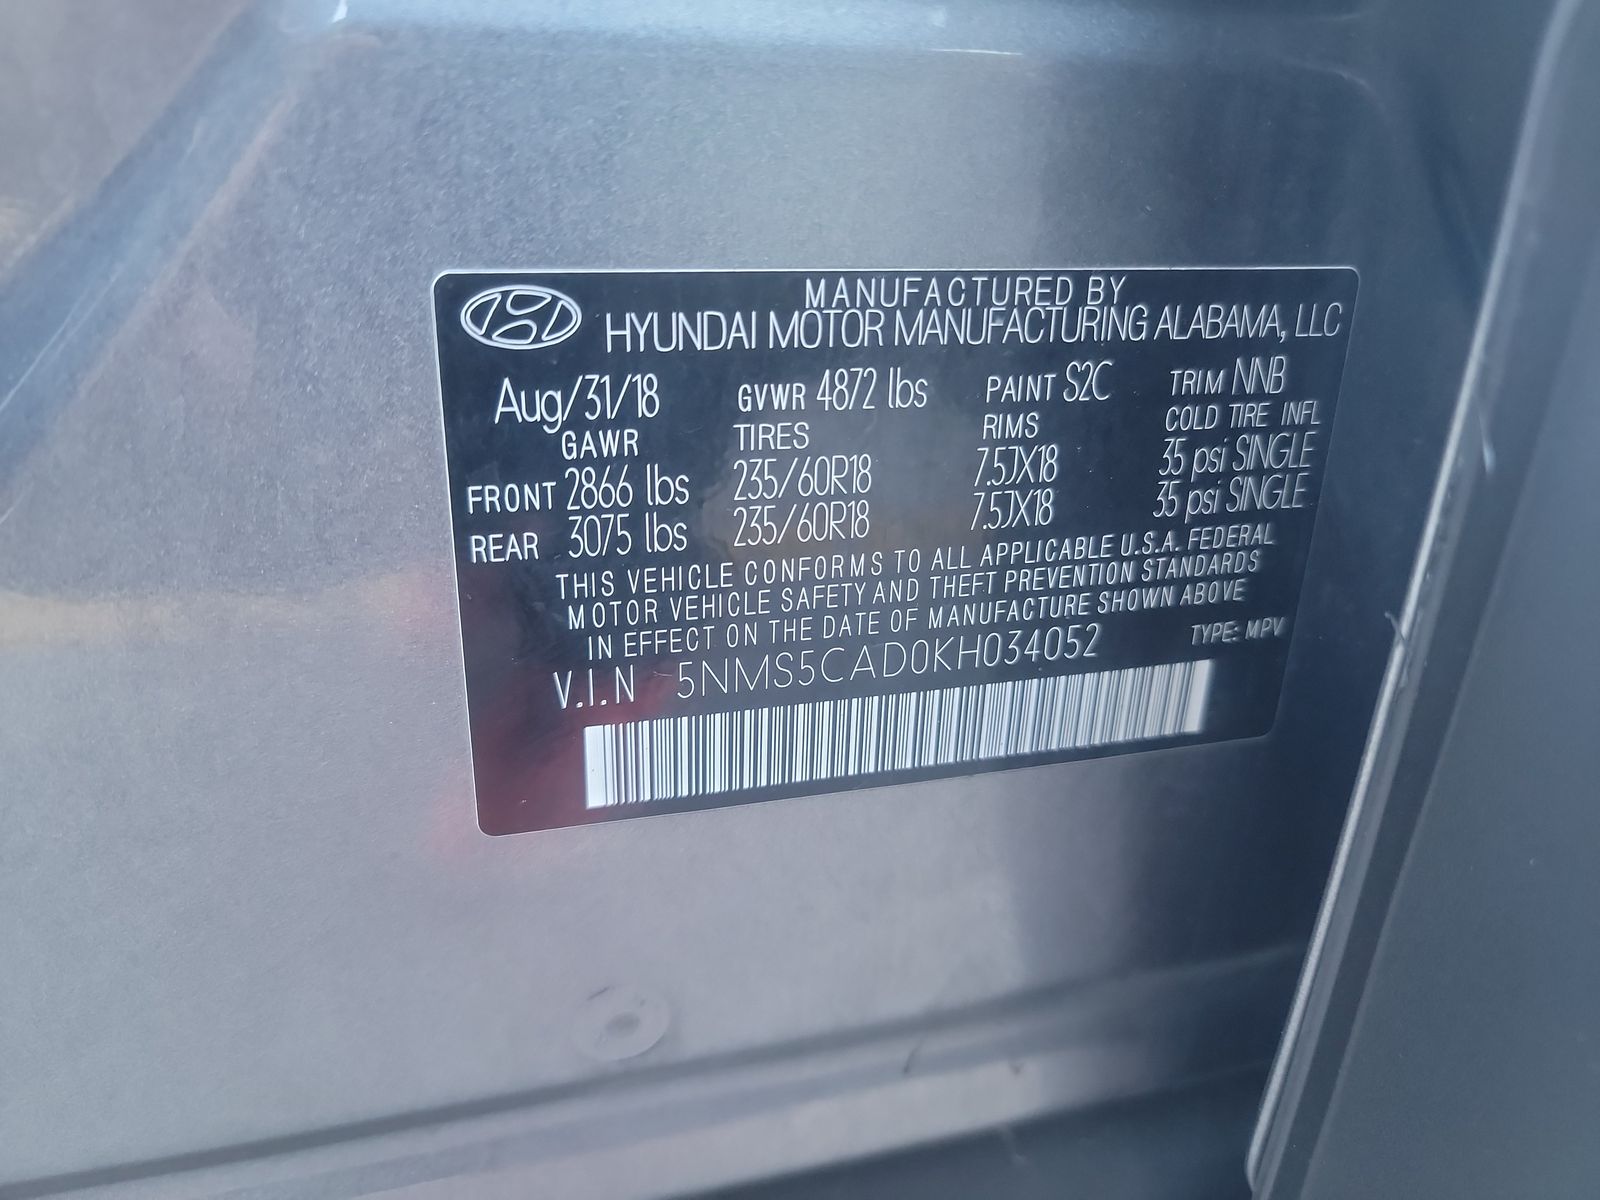 MANUFACTURED BY
HYUNDAI MOTOR MANUFACTURING ALABAMA, LLC
Aug/31/18 GVWR 4872 lbs PAINT S2C TRIM NNB
GAWR TIRES RIMS COLD TIRE INFL
FRONT 2866 lbs 235/60R18 7.5JX18 35 psi SINGLE
REAR 3075 lbs 235/60R18 7.5JX18 35 psi SINGLE
THIS VEHICLE CONFORMS TO ALL APPLICABLE U.S.A. FEDERAL
MOTOR VEHICLE SAFETY AND THEFT PREVENTION STANDARDS
IN EFFECT ON THE DATE OF MANUFACTURE SHOWN ABOVE
V.I.N 5NMS5CAD0KH034052 TYPE: MPV